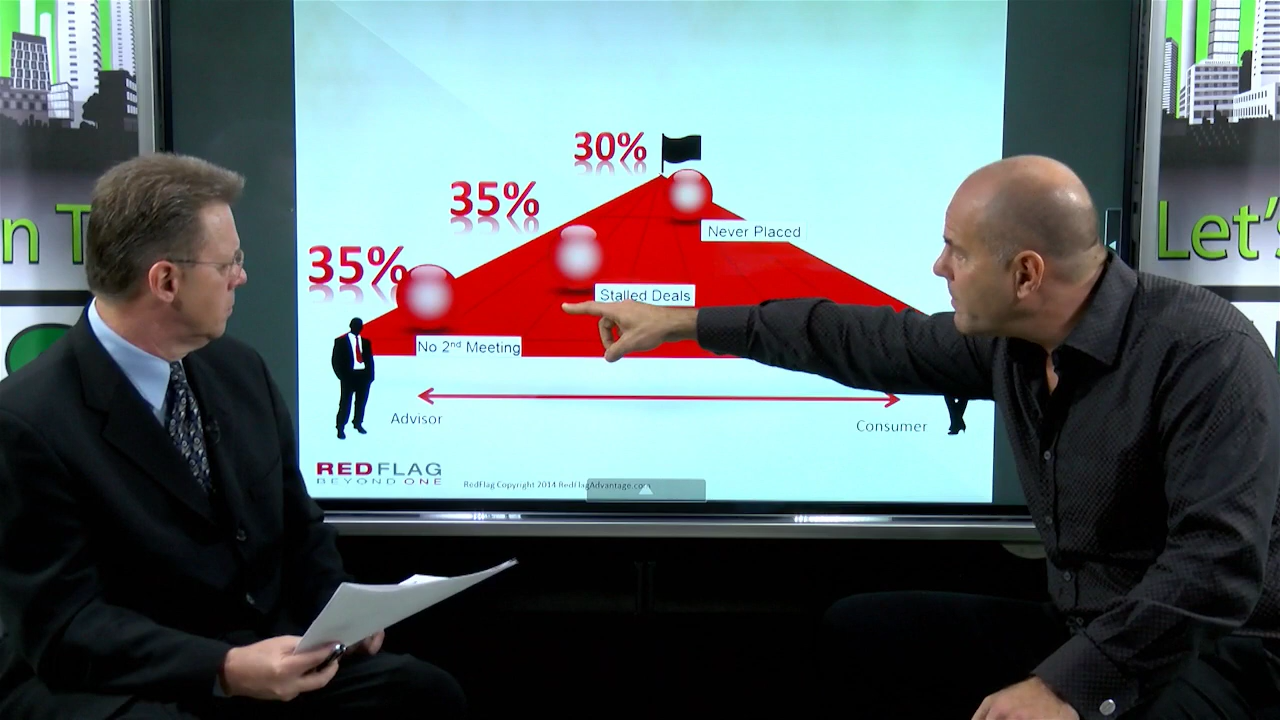 30%
35%
35%
Never Placed
Stalled Deals
No 2nd Meeting
Advisor
Consumer
REDFLAG
BEYOND ONE
RedFlag Copyright 2014 RedFlagAdvantage.com
n T
Let's